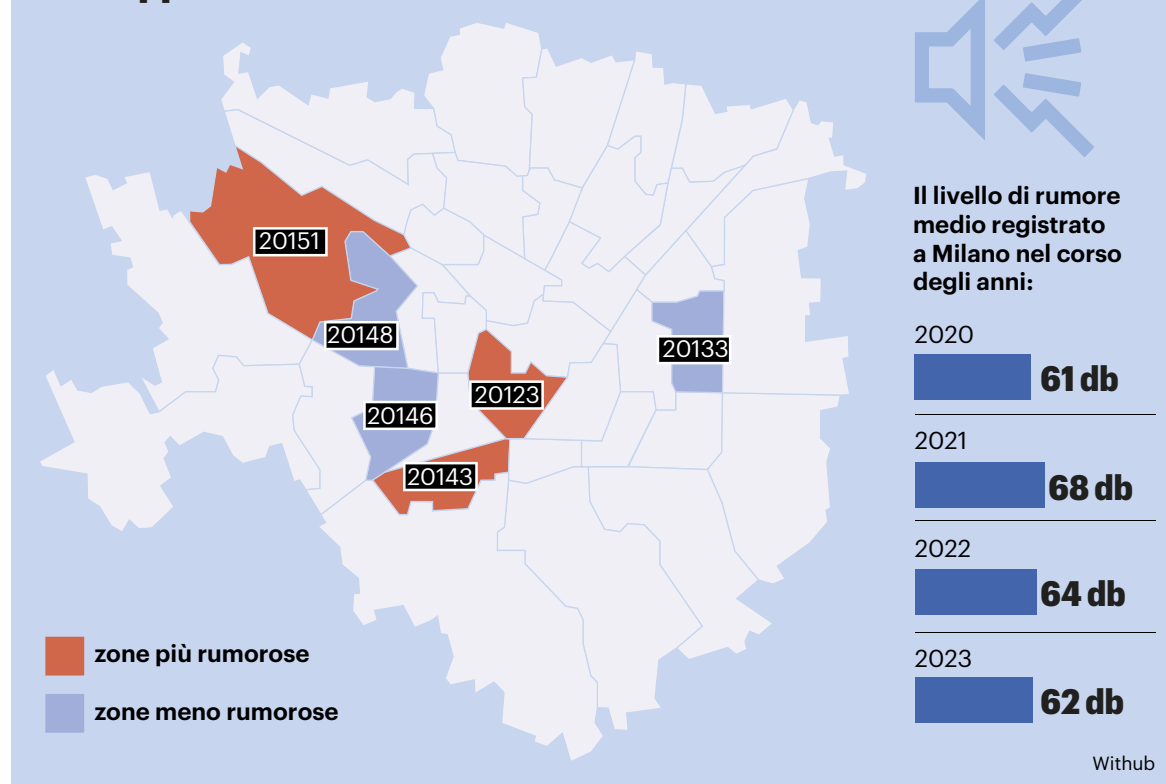 20151
20148
20133
20123
20146
20143
zone più rumorose
zone meno rumorose
Il livello di rumore
medio registrato
a Milano nel corso
degli anni:
2020
61 db
2021
68 db
2022
64 db
2023
62 db
Withub